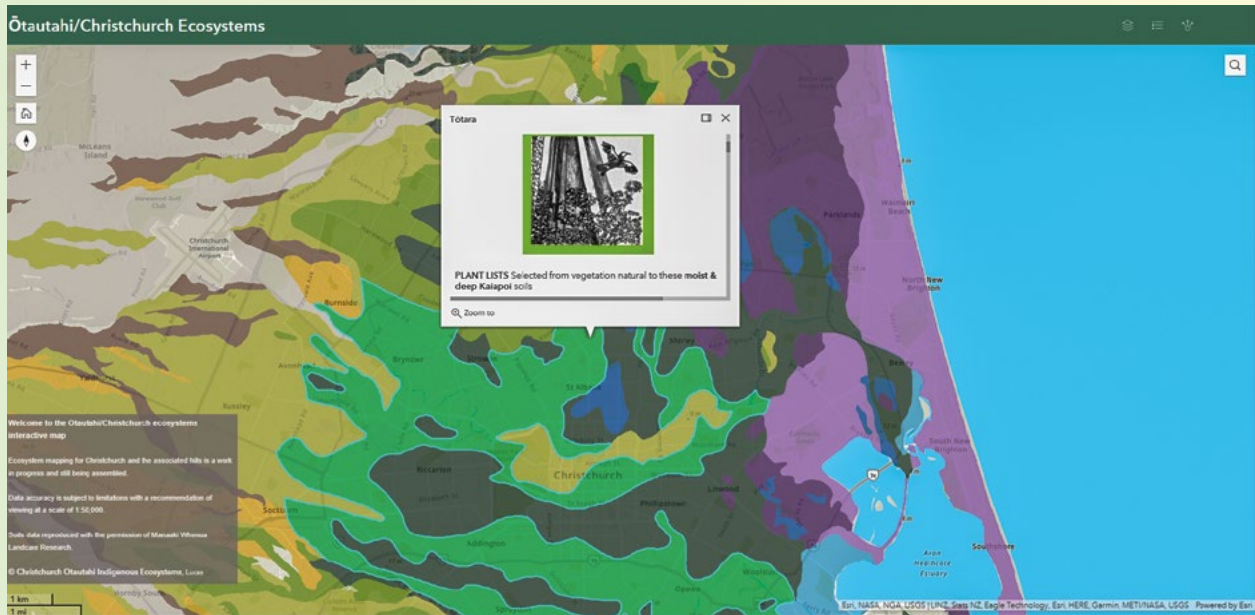 Ōtautahi/Christchurch Ecosystems
McLeans
Island
Christchurch
International
Airport
Burnside
Bryndwr
Strowan
Shirley
Parklands
Waimairi
Beach
North New
Brighton
Bexley
South New
Brighton
Russley
St Albans
Riccarton
Christchurch
Linwood
Phillipstown
Addington
Sockburn
Opawa
Woolston
Southshore
Avon
Heathcote
Estuary
Hornby South
Tōtara
PLANT LISTS Selected from vegetation natural to these moist &
deep Kaiapoi soils
Zoom to
Welcome to the Otautahi/Christchurch ecosystems
interactive map
Ecosystem mapping for Christchurch and the associated hills is a work
in progress and still being assembled.
Data accuracy is subject to limitations with a recommendation of
viewing at a scale of 1:50,000.
Soils data reproduced with the permission of Manaaki Whenua
Landcare Research.
© Christchurch Otautahi Indigenous Ecosystems, Lucas
1 km
1 mi
Esri, NASA, NGA, USGS | LINZ, Stats NZ, Eagle Technology, Esri, HERE, Garmin, METI/NASA, USGS Powered by Esri